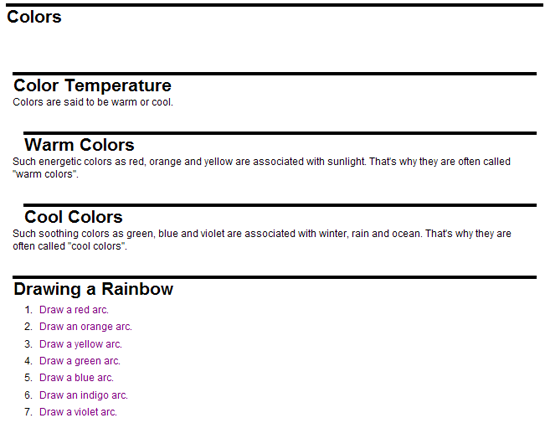 Colors
Color Temperature
Colors are said to be warm or cool.
Warm Colors
Such energetic colors as red, orange and yellow are associated with sunlight. That's why they are often called
"warm colors".
Cool Colors
Such soothing colors as green, blue and violet are associated with winter, rain and ocean. That's why they are
often called "cool colors".
Drawing a Rainbow
1. Draw a red arc.
2. Draw an orange arc.
3. Draw a yellow arc.
4. Draw a green arc.
5. Draw a blue arc.
6. Draw an indigo arc.
7. Draw a violet arc.